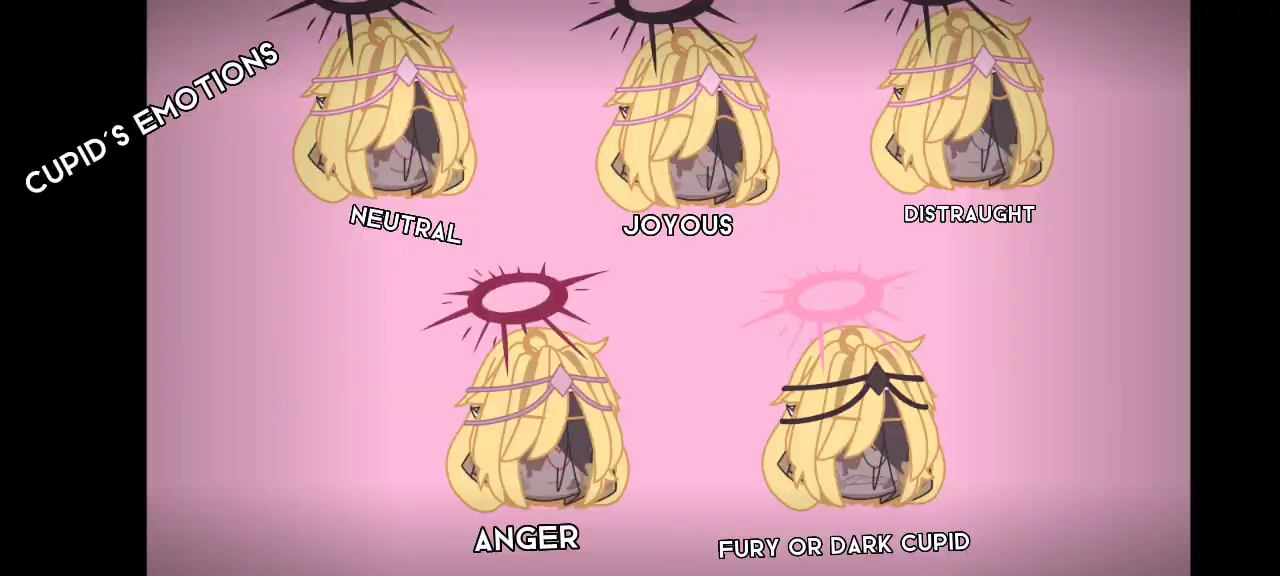 CUPID'S EMOTIONS
NEUTRAL
JOYOUS
DISTRAUGHT
ANGER
FURY OR DARK CUPID